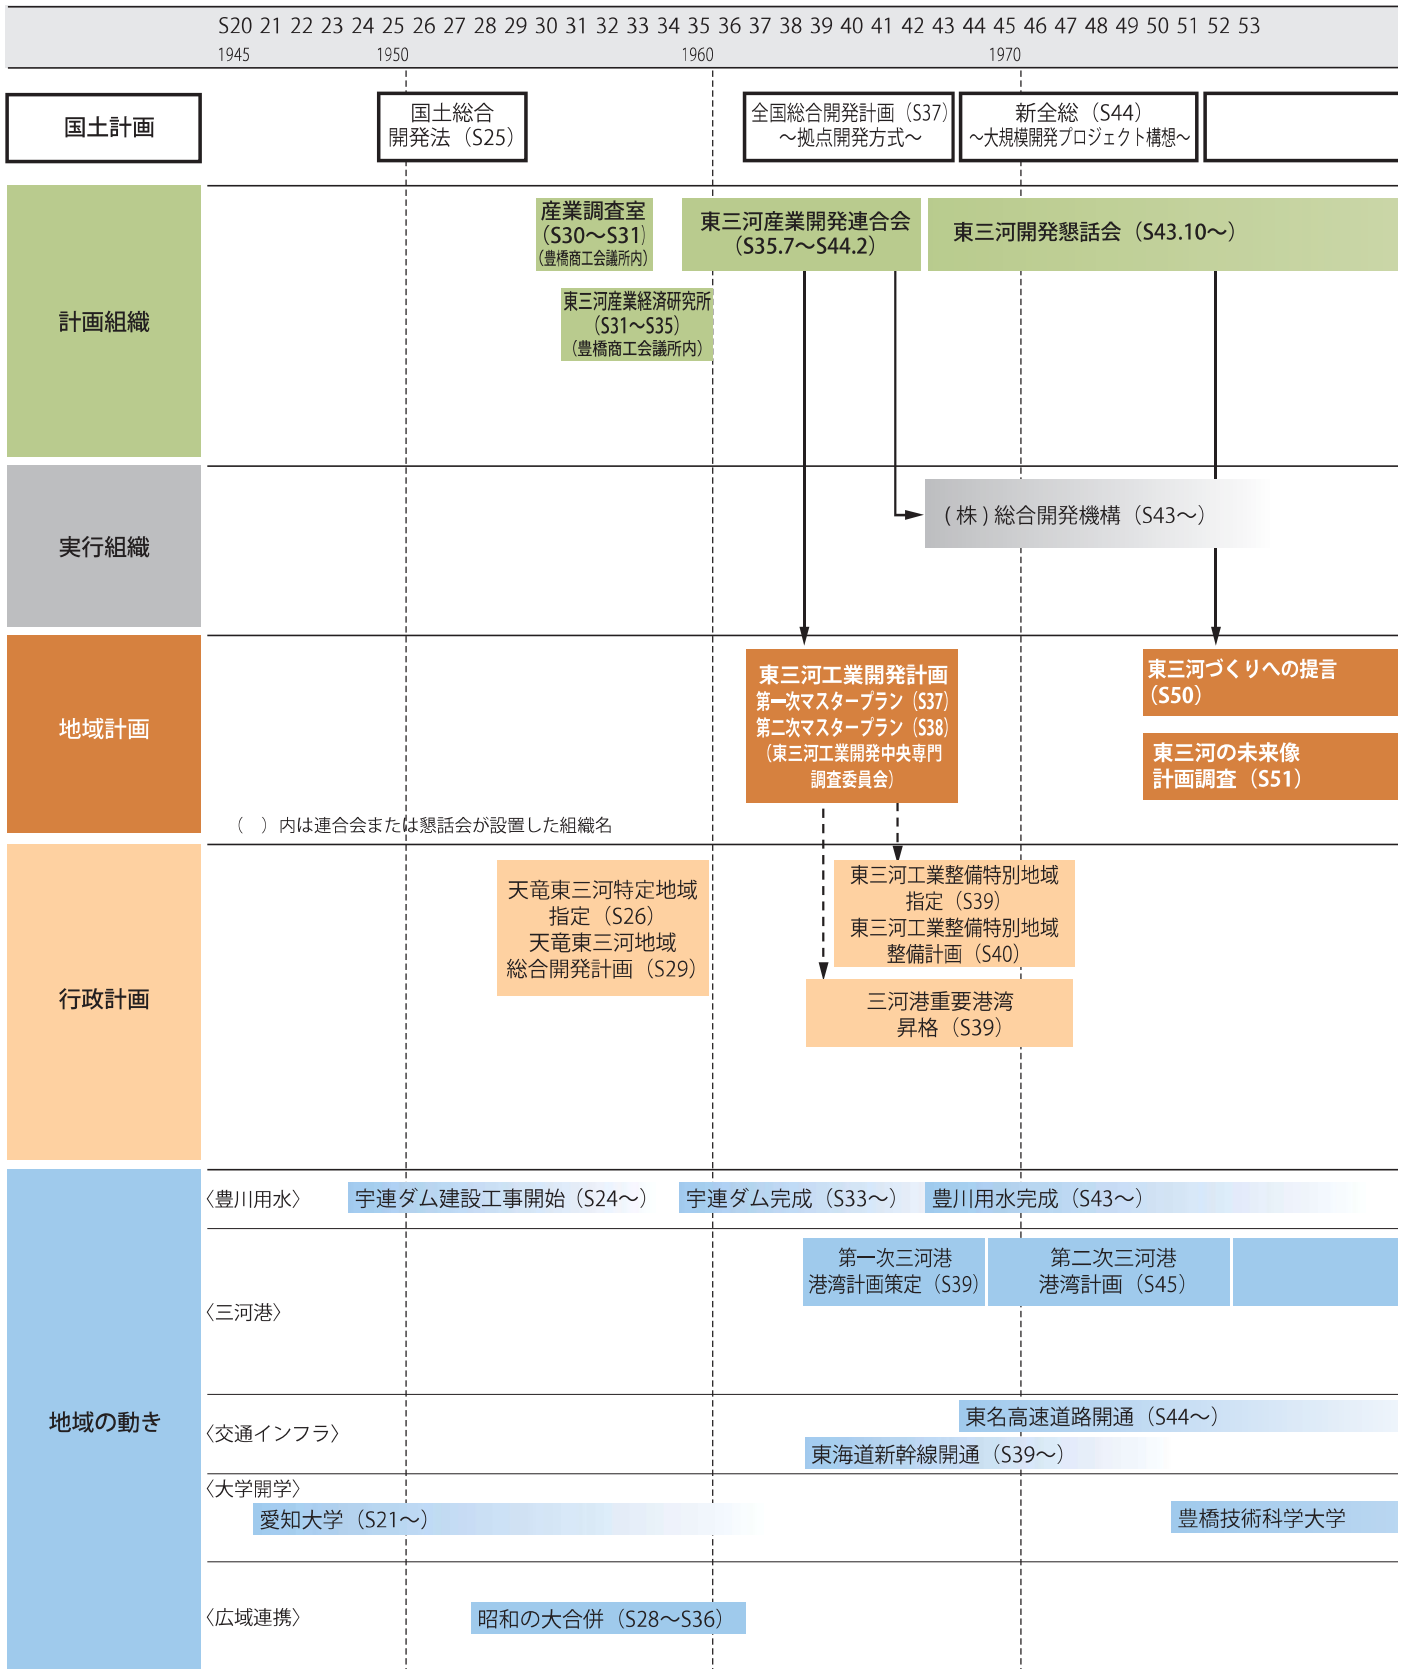 S20 21 22 23 24 25 26 27 28 29 30 31 32 33 34 35 36 37 38 39 40 41 42 43 44 45 46 47 48 49 50 51 52 53
1945 1950 1960 1970
国土計画
国土総合
開発法（S25）
全国総合開発計画（S37）
～拠点開発方式～
新全総（S44）
～大規模開発プロジェクト構想～
計画組織
産業調査室
（S30～S31）
（豊橋商工会議所内）
東三河産業開発連合会
（S35.7～S44.2）
東三河開発懇話会（S43.10～）
東三河産業経済研究所
（S31～S35）
（豊橋商工会議所内）
実行組織
(株)総合開発機構（S43～）
地域計画
東三河工業開発計画
第一次マスタープラン（S37）
第二次マスタープラン（S38）
（東三河工業開発中央専門
調査委員会）
東三河づくりへの提言
（S50）
東三河の未来像
計画調査（S51）
（　）内は連合会または懇話会が設置した組織名
行政計画
天竜東三河特定地域
指定（S26）
天竜東三河地域
総合開発計画（S29）
東三河工業整備特別地域
指定（S39）
東三河工業整備特別地域
整備計画（S40）
三河港重要港湾
昇格（S39）
地域の動き
〈豊川用水〉
宇連ダム建設工事開始（S24～）
宇連ダム完成（S33～）
豊川用水完成（S43～）
〈三河港〉
第一次三河港
港湾計画策定（S39）
第二次三河港
港湾計画（S45）
〈交通インフラ〉
東名高速道路開通（S44～）
東海道新幹線開通（S39～）
〈大学開学〉
愛知大学（S21～）
豊橋技術科学大学
〈広域連携〉
昭和の大合併（S28～S36）